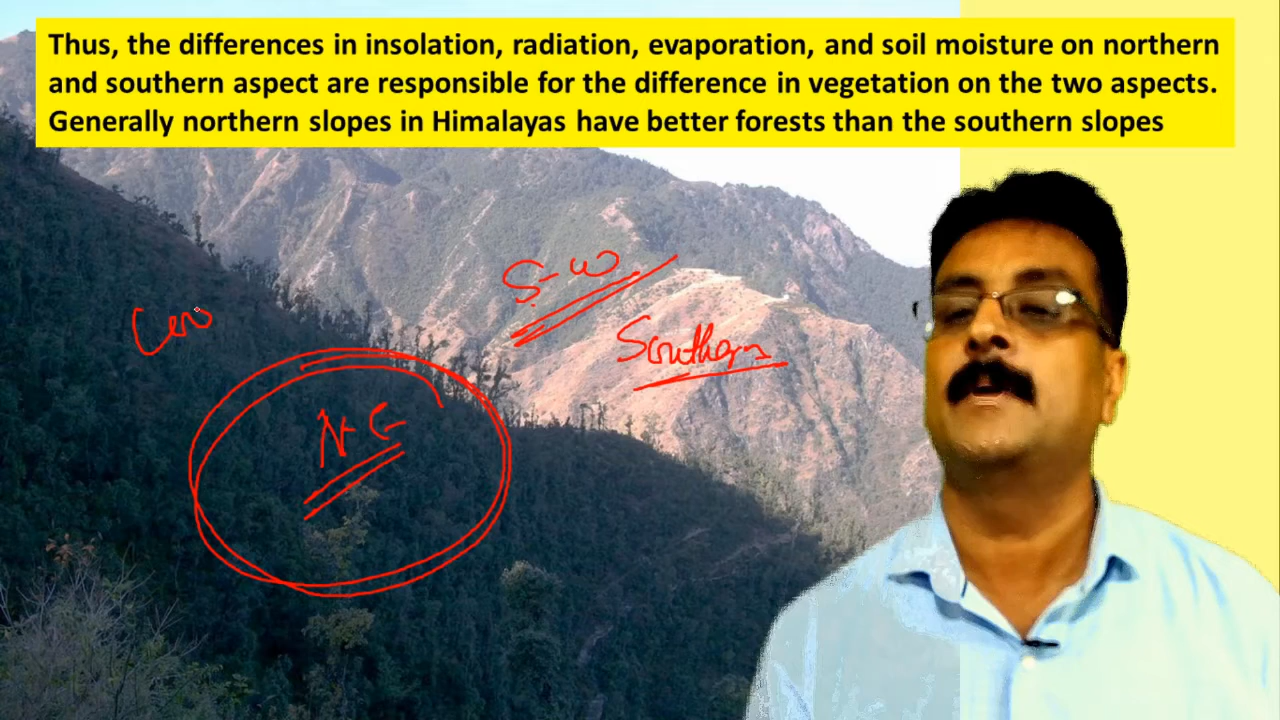 Thus, the differences in insolation, radiation, evaporation, and soil moisture on northern
and southern aspect are responsible for the difference in vegetation on the two aspects.
Generally northern slopes in Himalayas have better forests than the southern slopes
S-W
Southern